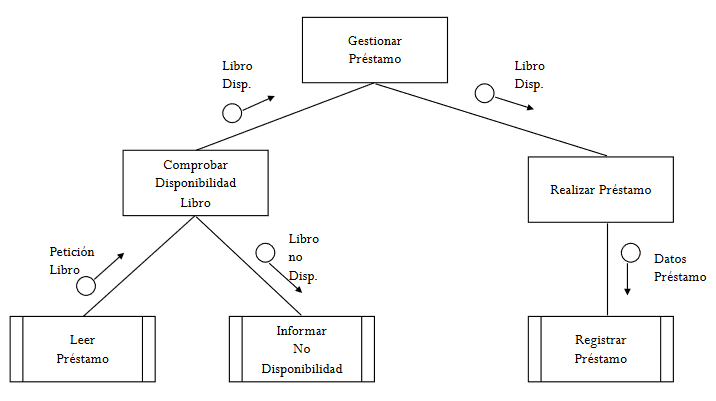 Gestionar
Préstamo
Libro
Disp.
Libro
Disp.
Comprobar
Disponibilidad
Libro
Realizar Préstamo
Petición
Libro
Libro
no
Disp.
Datos
Préstamo
Leer
Préstamo
Informar
No
Disponibilidad
Registrar
Préstamo